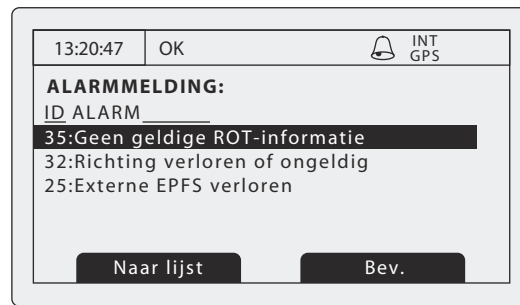 13:20:47 OK INT
GPS
ALARMMELDING:
ID ALARM
35:Geen geldige ROT-informatie
32:Richting verloren of ongeldig
25:Externe EPFS verloren
Naar lijst Bev.